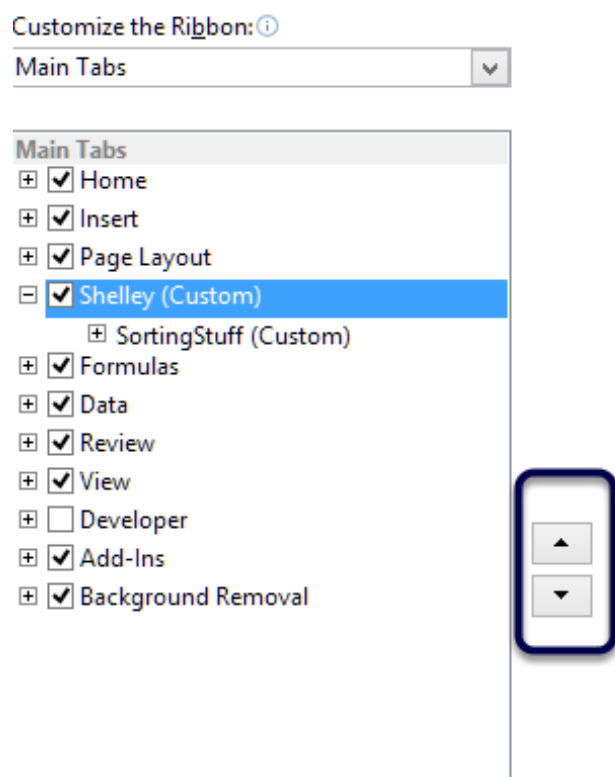 Customize the Ribbon:
Main Tabs
Main Tabs
Home
Insert
Page Layout
Shelley (Custom)
SortingStuff (Custom)
Formulas
Data
Review
View
Developer
Add-Ins
Background Removal